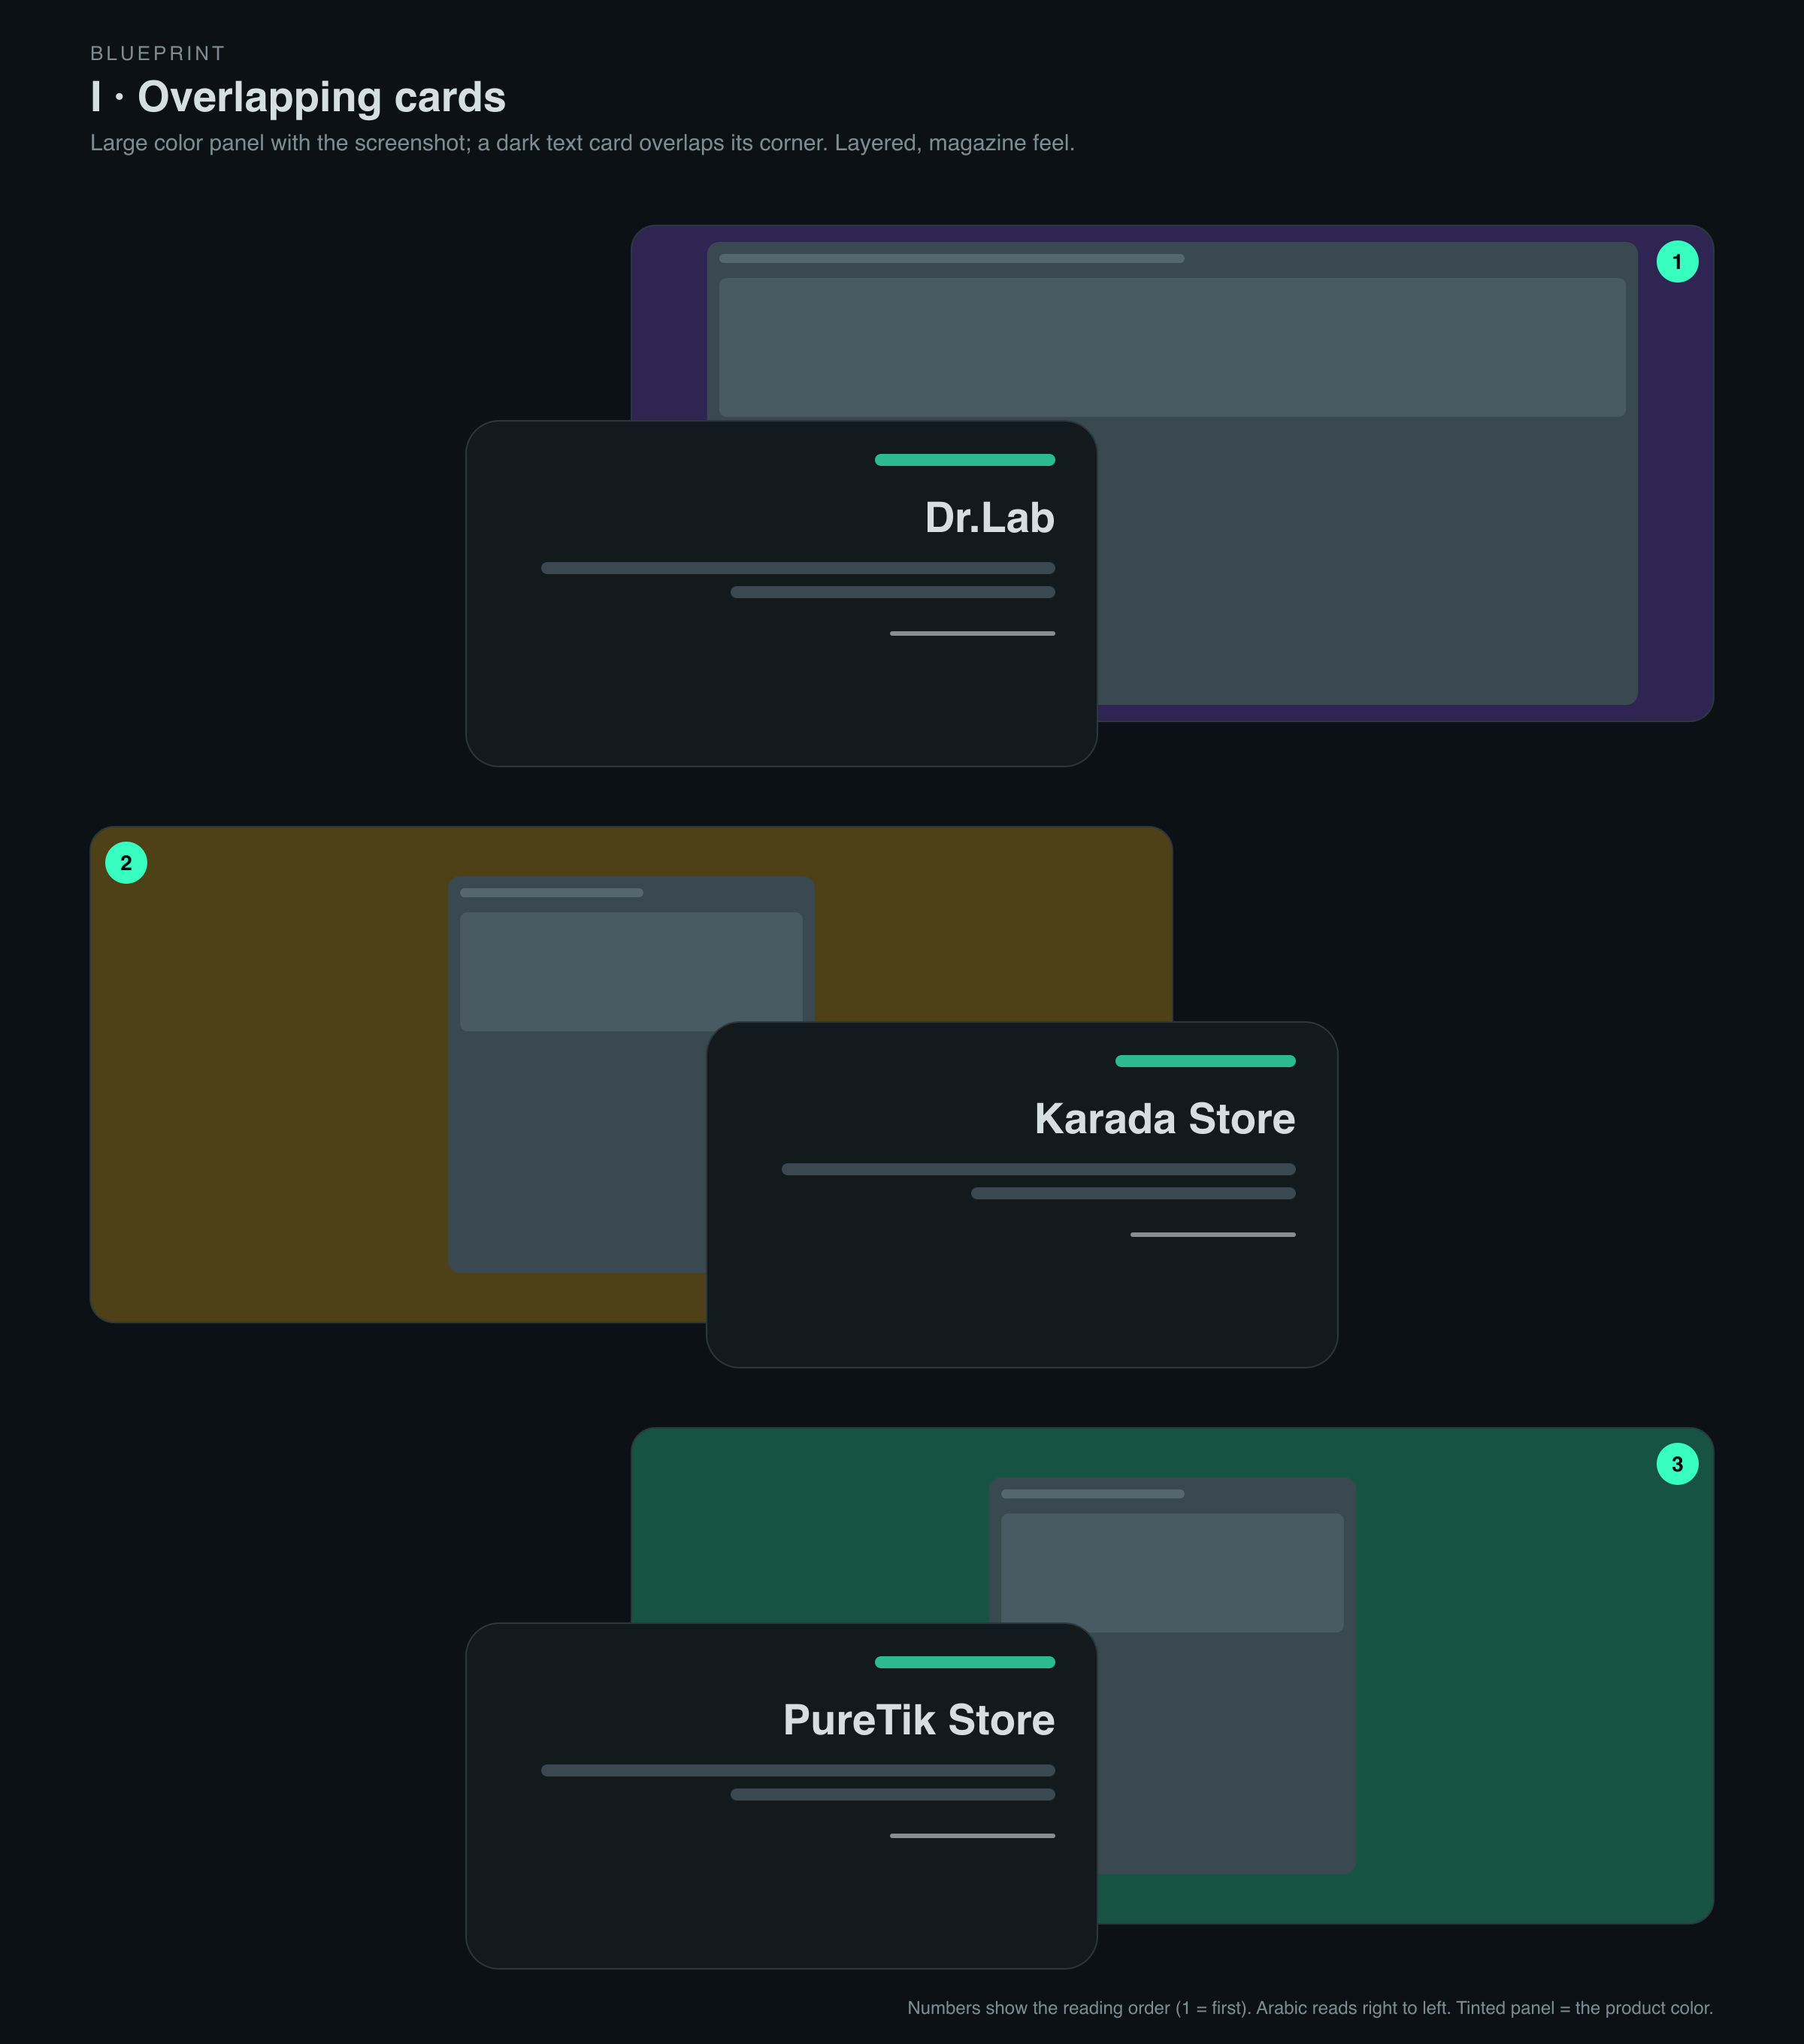 BLUEPRINT
I · Overlapping cards
Large color panel with the screenshot; a dark text card overlaps its corner. Layered, magazine feel.
1
Dr.Lab
2
Karada Store
3
PureTik Store
Numbers show the reading order (1 = first). Arabic reads right to left. Tinted panel = the product color.